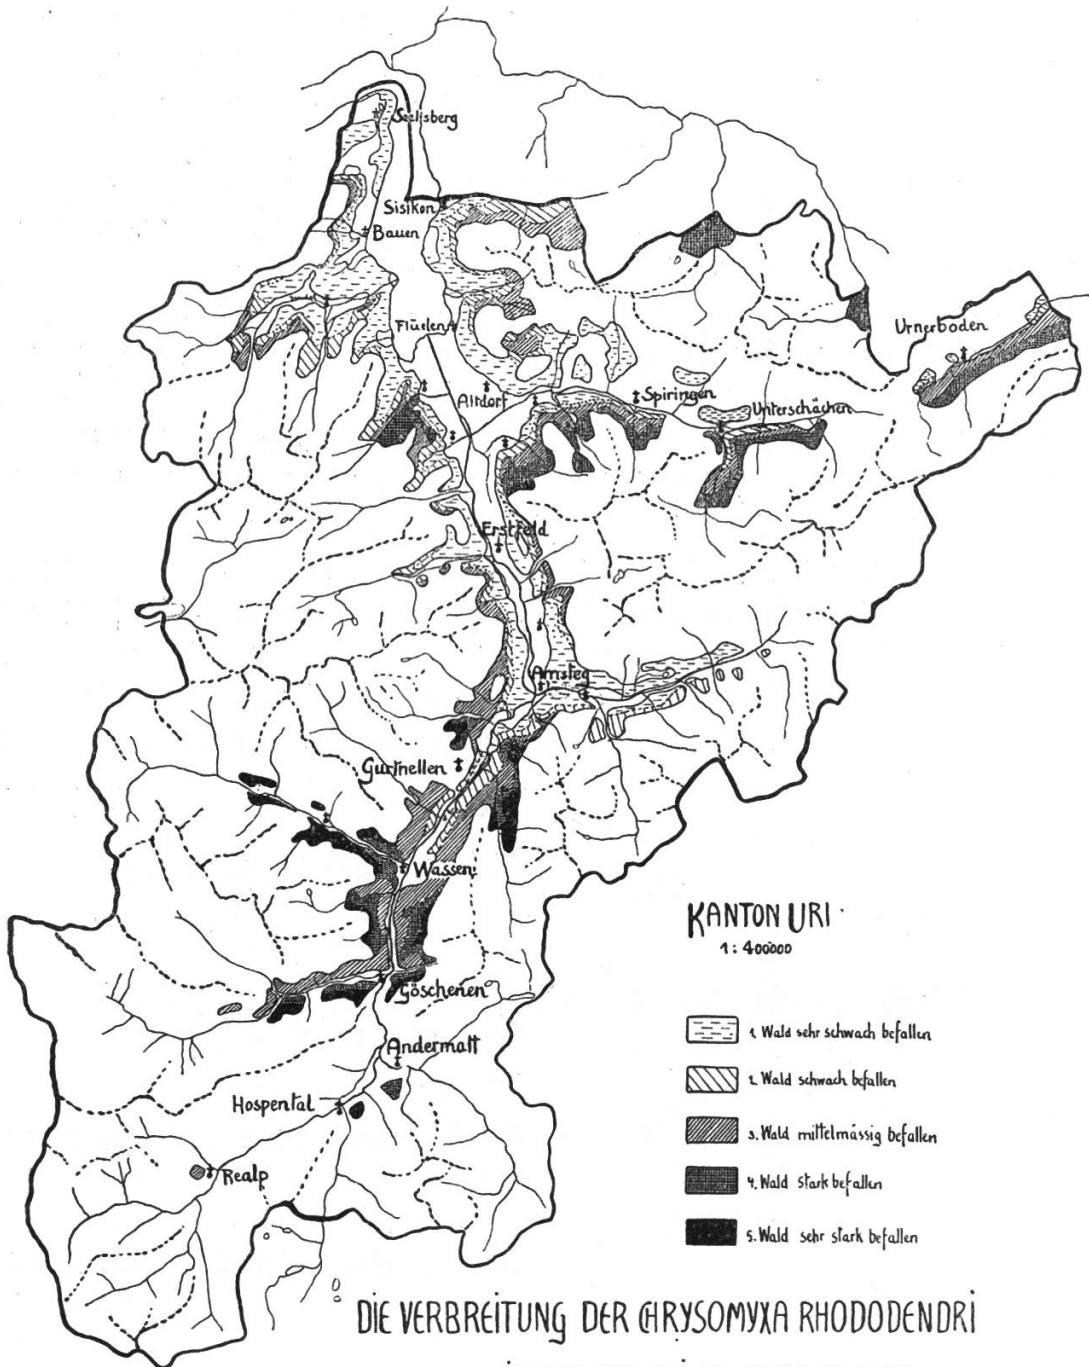 Seelisberg
Sisikon
Bauen
Flüelen
Urnerboden
Altdorf
Spiringen
Unterschächen
Erstfeld
Amsteg
Gurtnellen
Wassen
KANTON URI
1:400000
Göschenen
1. Wald sehr schwach befallen
Andermatt
2. Wald schwach befallen
Hospental
3. Wald mittelmässig befallen
Realp
4. Wald stark befallen
5. Wald sehr stark befallen
DIE VERBREITUNG DER CHRYSOMYXA RHODODENDRI